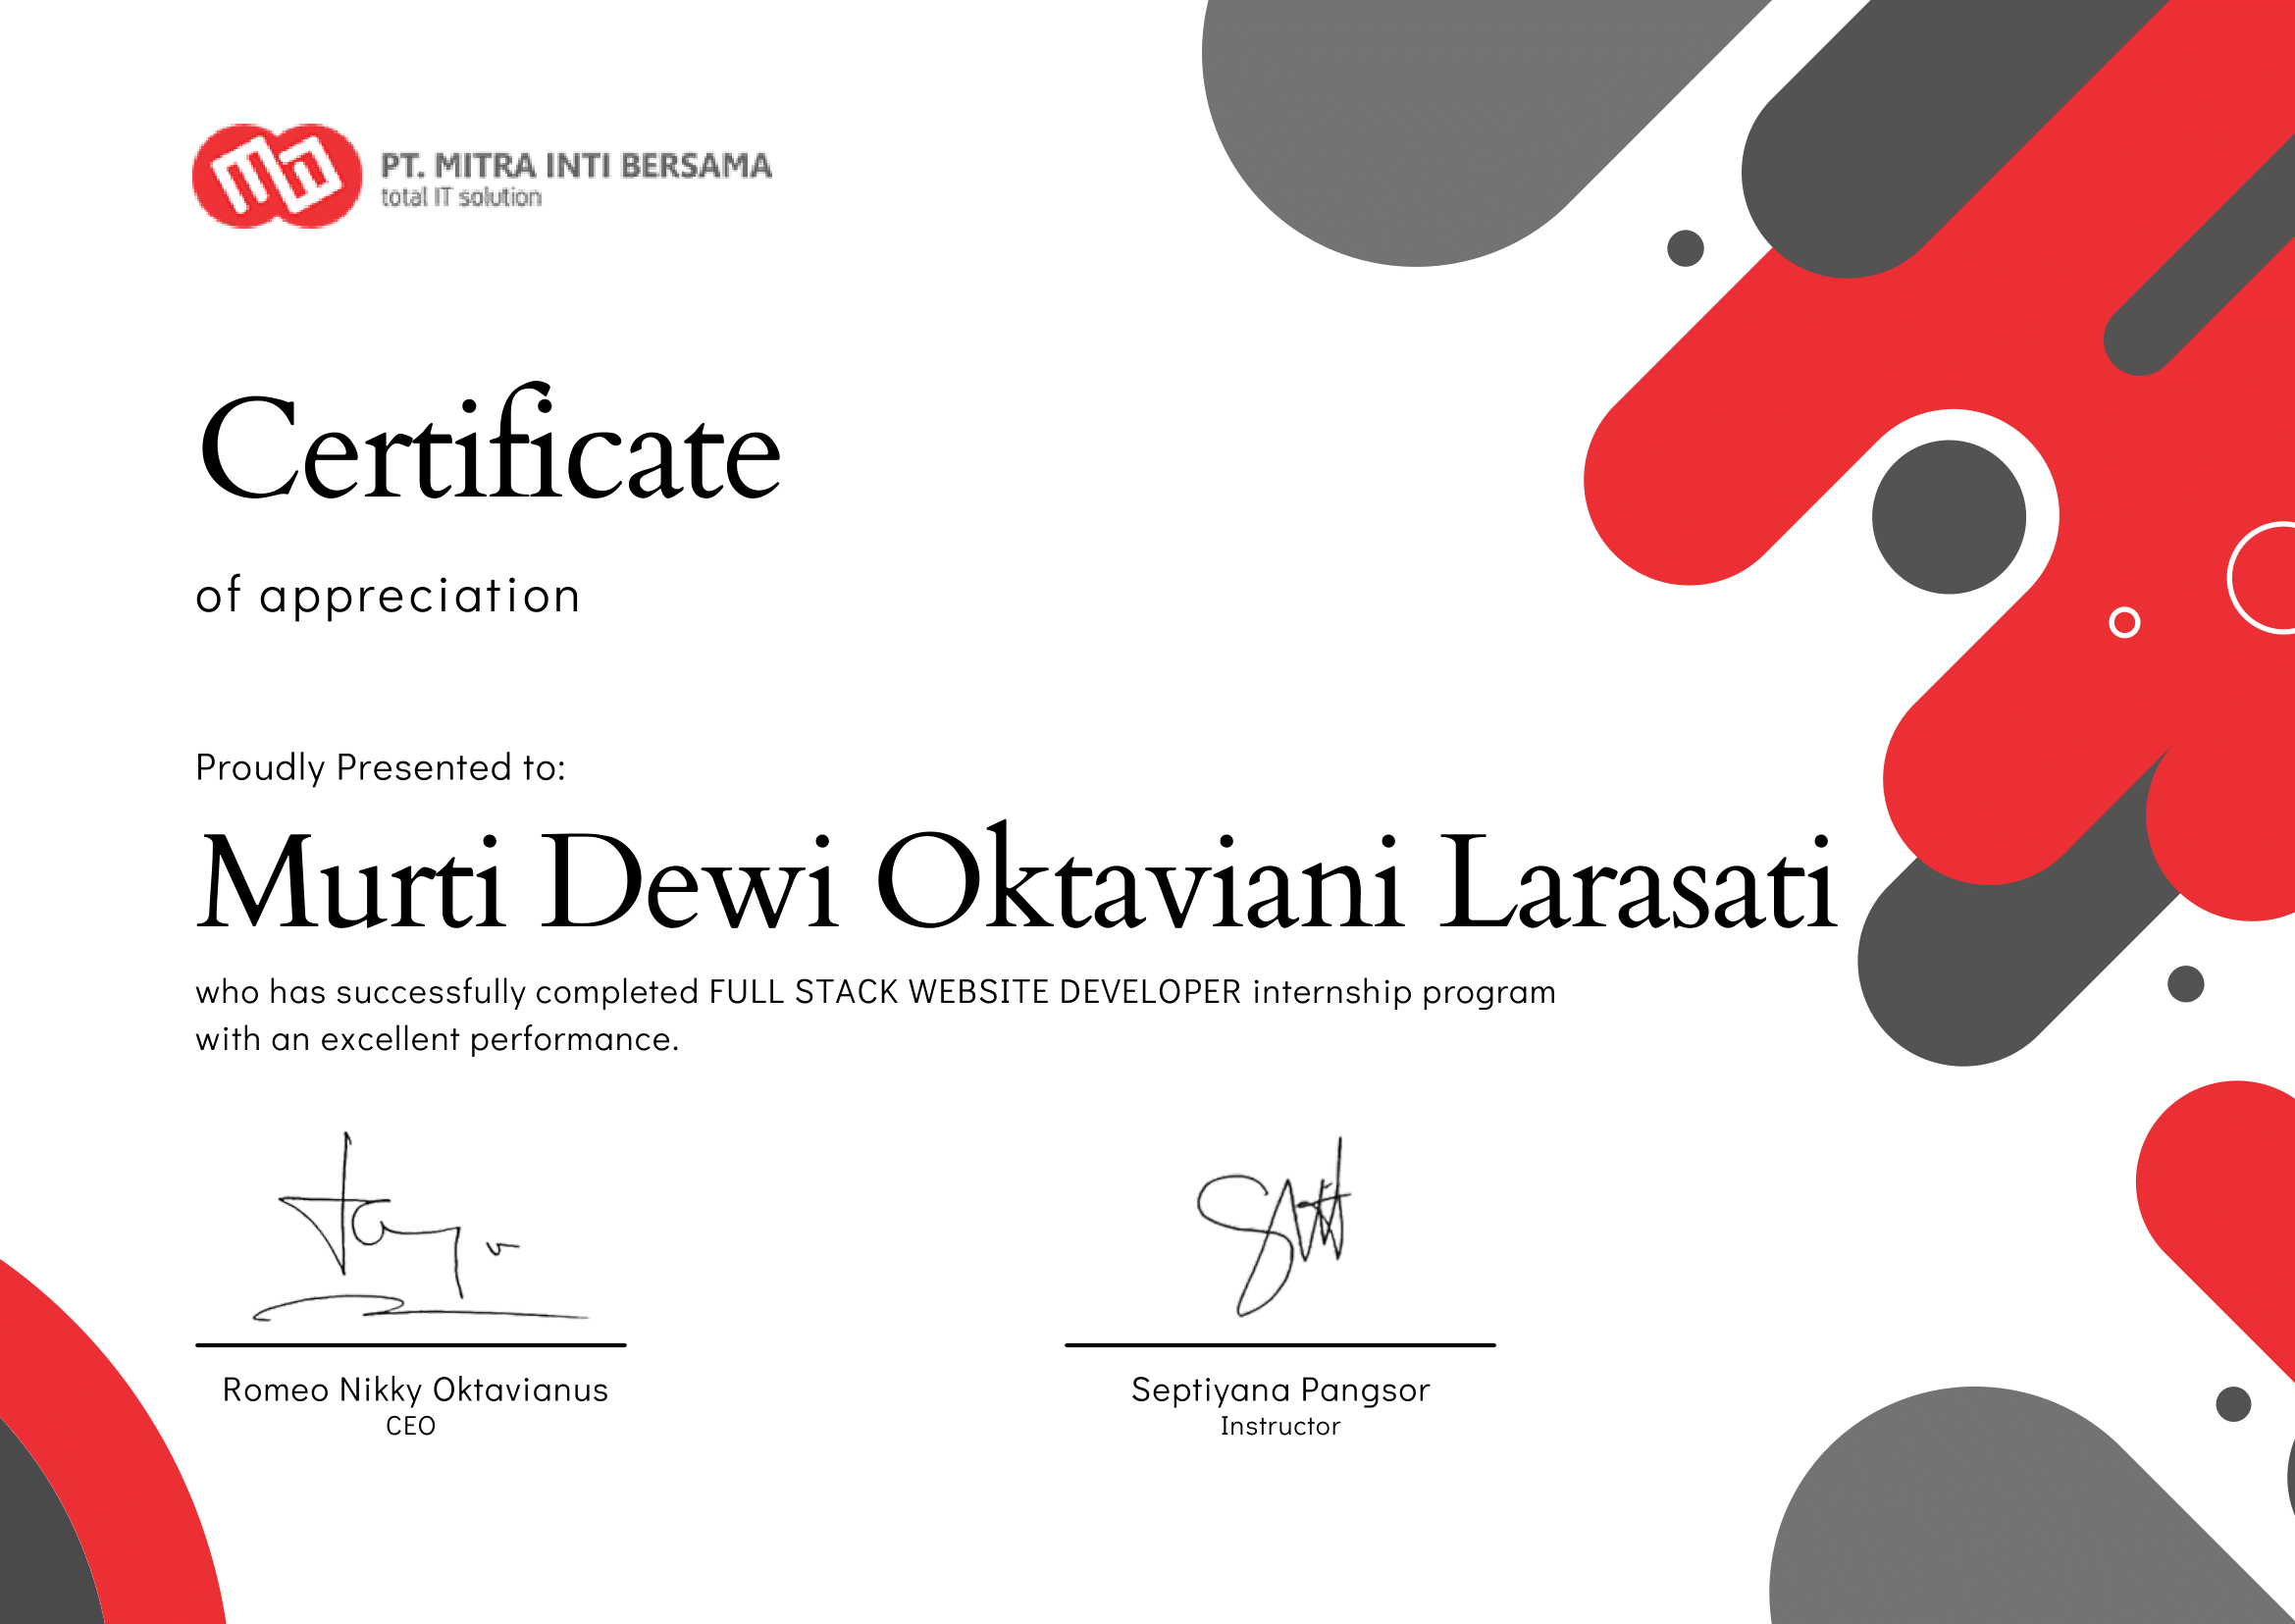 PT. MITRA INTI BERSAMA
total IT solution
Certificate
of appreciation
Proudly Presented to:
Murti Dewi Oktaviani Larasati
who has successfully completed FULL STACK WEBSITE DEVELOPER internship program
with an excellent performance.
Romeo Nikky Oktavianus
CEO
Septiyana Pangsor
Instructor